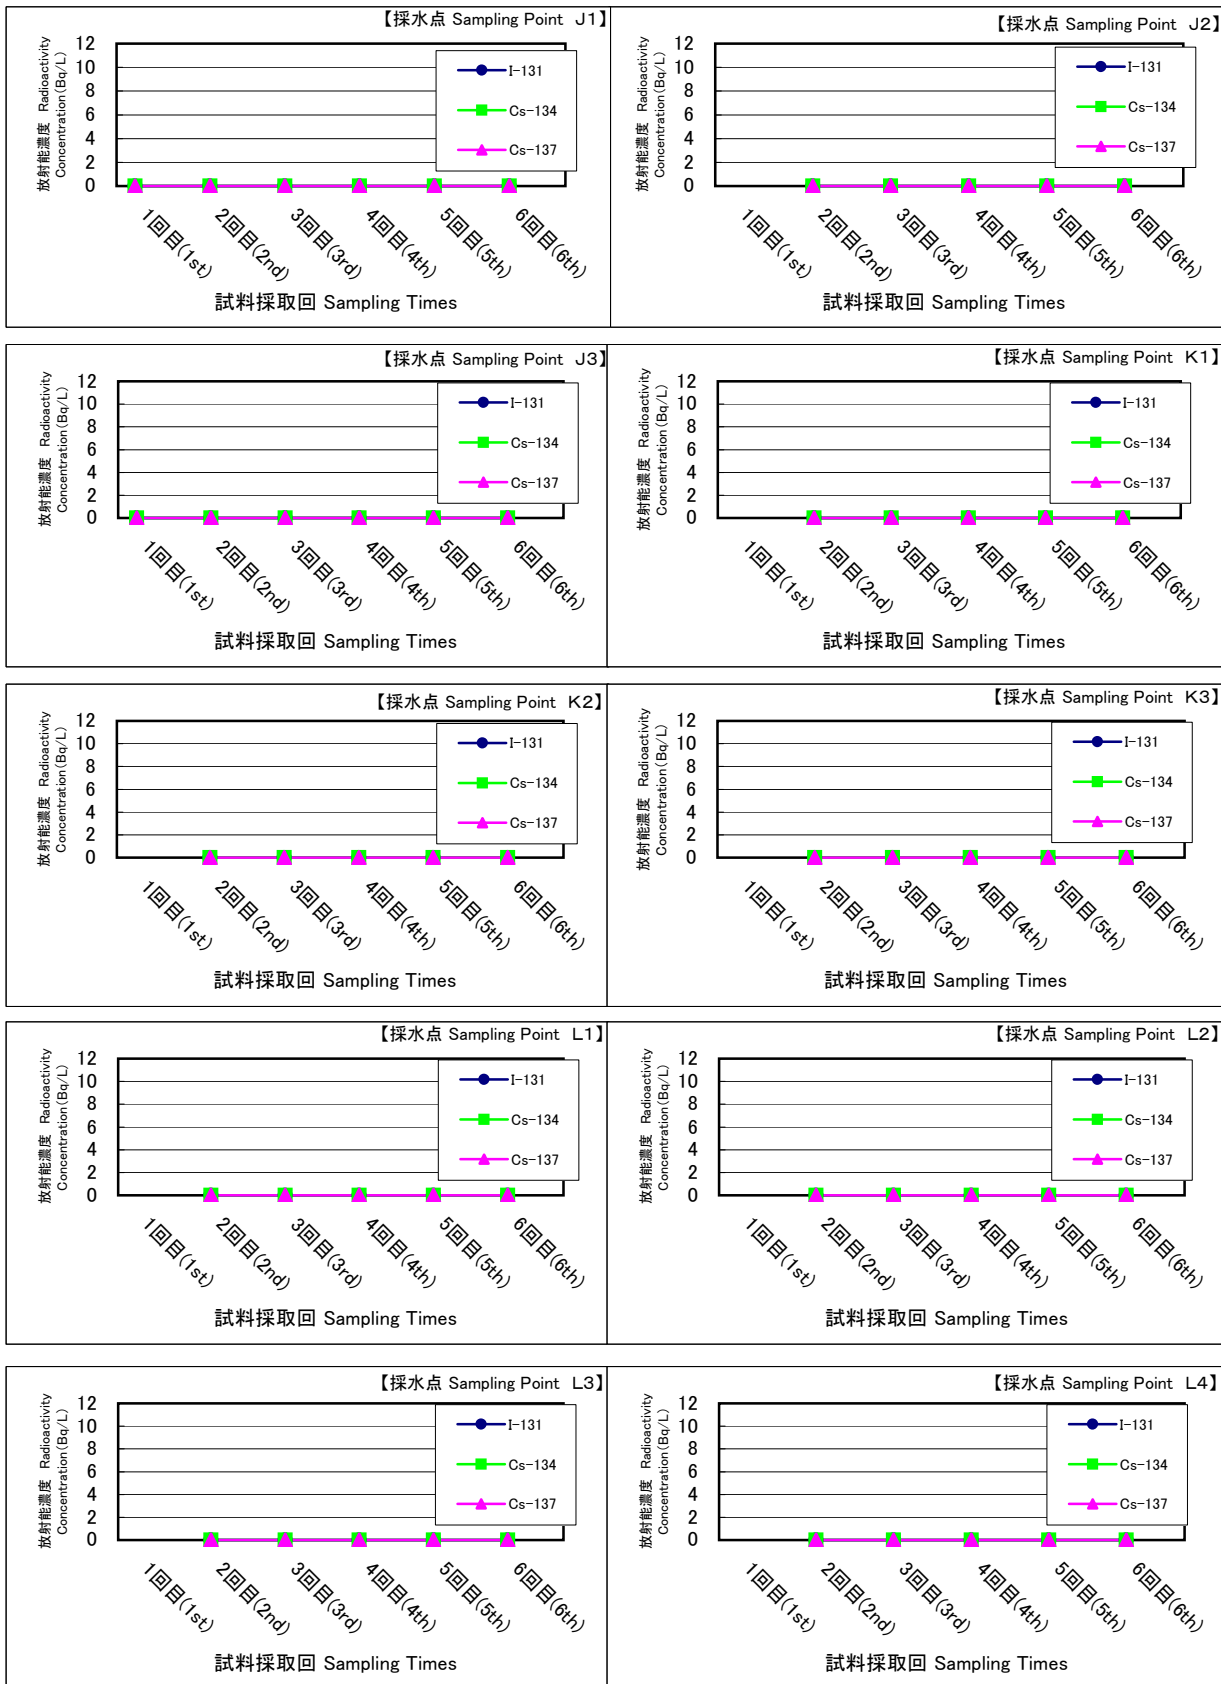 【採水点 Sampling Point J1】
放射能濃度 Radioactivity
Concentration(Bq/L)
12
10
8
6
4
2
0
I-131
Cs-134
Cs-137
1回目(1st)
2回目(2nd)
3回目(3rd)
4回目(4th)
5回目(5th)
6回目(6th)
試料採取回 Sampling Times
【採水点 Sampling Point J2】
放射能濃度 Radioactivity
Concentration(Bq/L)
12
10
8
6
4
2
0
I-131
Cs-134
Cs-137
1回目(1st)
2回目(2nd)
3回目(3rd)
4回目(4th)
5回目(5th)
6回目(6th)
試料採取回 Sampling Times
【採水点 Sampling Point J3】
放射能濃度 Radioactivity
Concentration(Bq/L)
12
10
8
6
4
2
0
I-131
Cs-134
Cs-137
1回目(1st)
2回目(2nd)
3回目(3rd)
4回目(4th)
5回目(5th)
6回目(6th)
試料採取回 Sampling Times
【採水点 Sampling Point K1】
放射能濃度 Radioactivity
Concentration(Bq/L)
12
10
8
6
4
2
0
I-131
Cs-134
Cs-137
1回目(1st)
2回目(2nd)
3回目(3rd)
4回目(4th)
5回目(5th)
6回目(6th)
試料採取回 Sampling Times
【採水点 Sampling Point K2】
放射能濃度 Radioactivity
Concentration(Bq/L)
12
10
8
6
4
2
0
I-131
Cs-134
Cs-137
1回目(1st)
2回目(2nd)
3回目(3rd)
4回目(4th)
5回目(5th)
6回目(6th)
試料採取回 Sampling Times
【採水点 Sampling Point K3】
放射能濃度 Radioactivity
Concentration(Bq/L)
12
10
8
6
4
2
0
I-131
Cs-134
Cs-137
1回目(1st)
2回目(2nd)
3回目(3rd)
4回目(4th)
5回目(5th)
6回目(6th)
試料採取回 Sampling Times
【採水点 Sampling Point L1】
放射能濃度 Radioactivity
Concentration(Bq/L)
12
10
8
6
4
2
0
I-131
Cs-134
Cs-137
1回目(1st)
2回目(2nd)
3回目(3rd)
4回目(4th)
5回目(5th)
6回目(6th)
試料採取回 Sampling Times
【採水点 Sampling Point L2】
放射能濃度 Radioactivity
Concentration(Bq/L)
12
10
8
6
4
2
0
I-131
Cs-134
Cs-137
1回目(1st)
2回目(2nd)
3回目(3rd)
4回目(4th)
5回目(5th)
6回目(6th)
試料採取回 Sampling Times
【採水点 Sampling Point L3】
放射能濃度 Radioactivity
Concentration(Bq/L)
12
10
8
6
4
2
0
I-131
Cs-134
Cs-137
1回目(1st)
2回目(2nd)
3回目(3rd)
4回目(4th)
5回目(5th)
6回目(6th)
試料採取回 Sampling Times
【採水点 Sampling Point L4】
放射能濃度 Radioactivity
Concentration(Bq/L)
12
10
8
6
4
2
0
I-131
Cs-134
Cs-137
1回目(1st)
2回目(2nd)
3回目(3rd)
4回目(4th)
5回目(5th)
6回目(6th)
試料採取回 Sampling Times